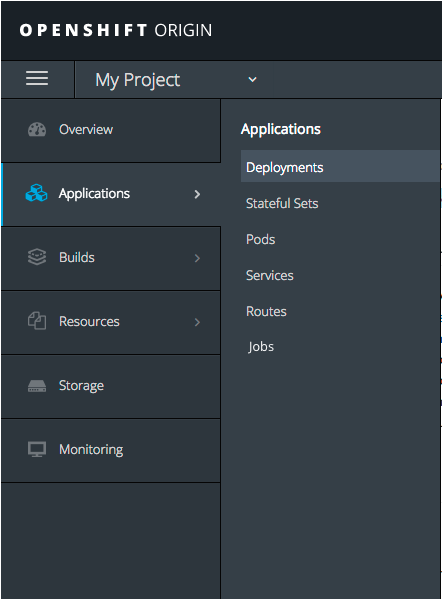 OPENSHIFT ORIGIN
My Project
Overview
Applications
Builds
Resources
Storage
Monitoring
Applications
Deployments
Stateful Sets
Pods
Services
Routes
Jobs